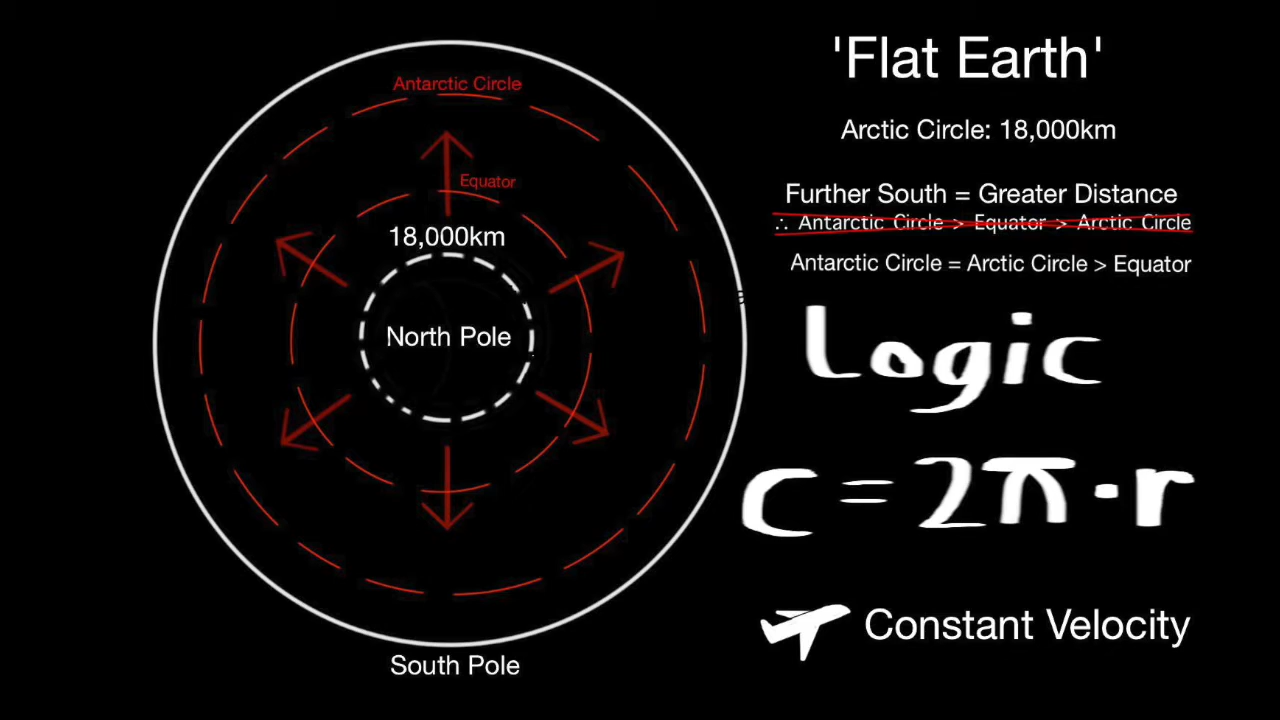 'Flat Earth'
Antarctic Circle
Arctic Circle: 18,000km
Equator
Further South = Greater Distance
∴ Antarctic Circle > Equator > Arctic Circle
18,000km
Antarctic Circle = Arctic Circle > Equator
North Pole
Logic
C = 2π · r
Constant Velocity
South Pole